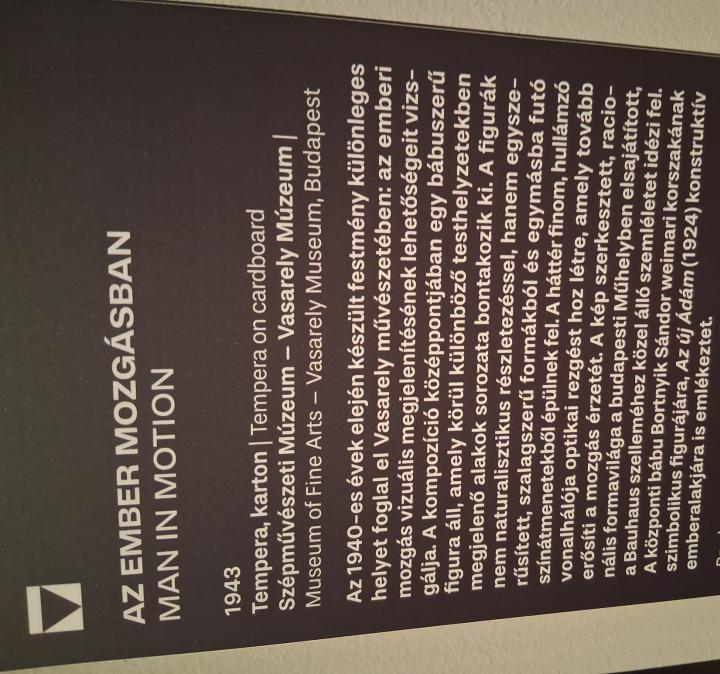 AZ EMBER MOZGÁSBAN
MAN IN MOTION
1943
Tempera, karton | Tempera on cardboard
Szépművészeti Múzeum – Vasarely Múzeum |
Museum of Fine Arts – Vasarely Museum, Budapest
Az 1940-es évek elején készült festmény különleges
helyet foglal el Vasarely művészetében: az emberi
mozgás vizuális megjelenítésének lehetőségeit vizs-
gálja. A kompozíció középpontjában egy bábuszerű
figura áll, amely körül különböző testhelyzetekben
megjelenő alakok sorozata bontakozik ki. A figurák
nem naturalisztikus részletezéssel, hanem egysze-
rűsített, szalagszerű formákból és egymásba futó
színátmenetekből épülnek fel. A háttér finom, hullámzó
vonalhálója optikai rezgést hoz létre, amely tovább
erősíti a mozgás érzetét. A kép szerkesztett, racio-
nális formavilága a budapesti Műhelyben elsajátított,
a Bauhaus szelleméhez közel álló szemléletet idézi fel.
A központi bábu Bortnyik Sándor weimari korszakának
szimbolikus figurájára, Az új Ádám (1924) konstruktív
emberalakjára is emlékeztet.